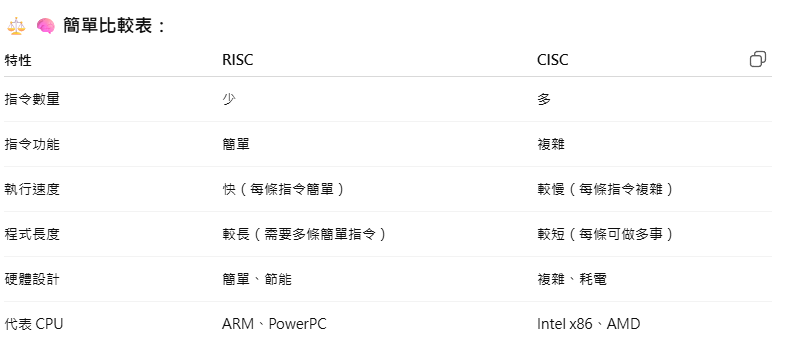 ⚖️ 🧠 簡單比較表：
特性 RISC CISC
指令數量 少 多
指令功能 簡單 複雜
執行速度 快（每條指令簡單） 較慢（每條指令複雜）
程式長度 較長（需要多條簡單指令） 較短（每條可做多事）
硬體設計 簡單、節能 複雜、耗電
代表 CPU ARM、PowerPC Intel x86、AMD